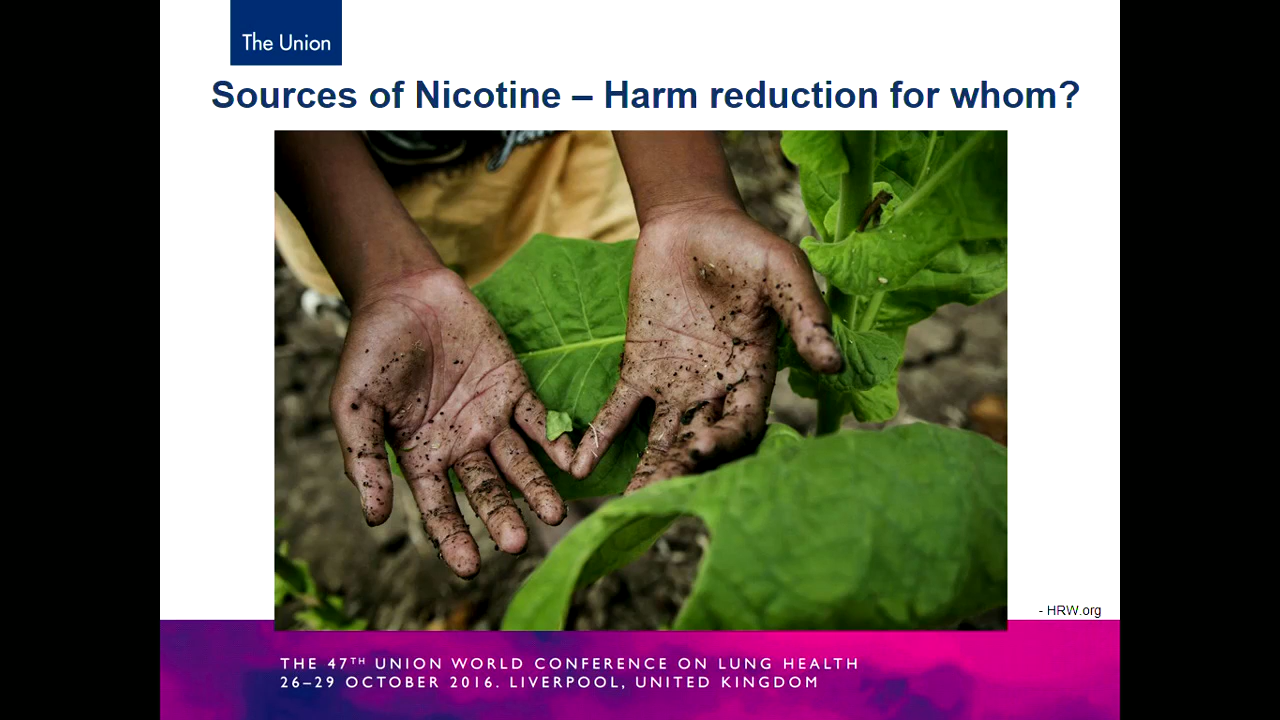 The Union
Sources of Nicotine – Harm reduction for whom?
- HRW.org
THE 47TH UNION WORLD CONFERENCE ON LUNG HEALTH
26–29 OCTOBER 2016. LIVERPOOL, UNITED KINGDOM